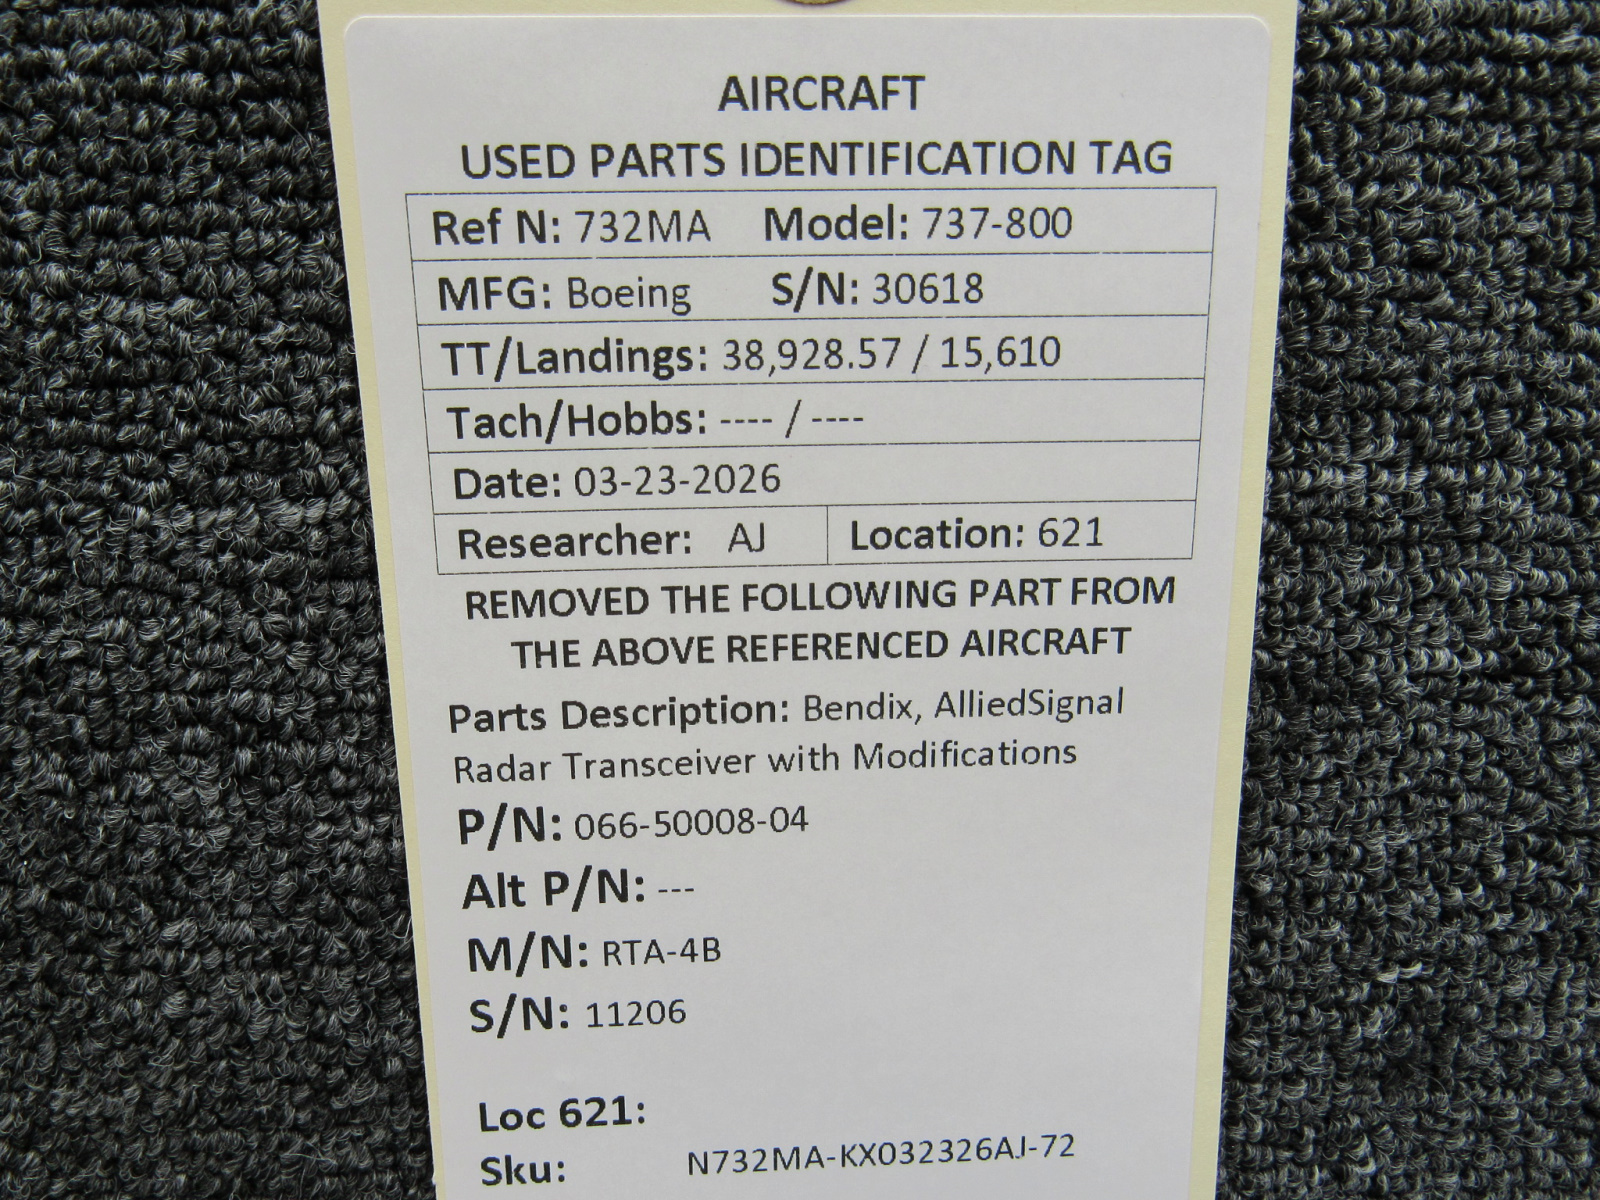 AIRCRAFT
USED PARTS IDENTIFICATION TAG
Ref N: 732MA Model: 737-800
MFG: Boeing S/N: 30618
TT/Landings: 38,928.57 / 15,610
Tach/Hobbs: ---- / ----
Date: 03-23-2026
Researcher: AJ Location: 621
REMOVED THE FOLLOWING PART FROM
THE ABOVE REFERENCED AIRCRAFT
Parts Description: Bendix, AlliedSignal
Radar Transceiver with Modifications
P/N: 066-50008-04
Alt P/N: ---
M/N: RTA-4B
S/N: 11206
Loc 621:
Sku: N732MA-KX032326AJ-72